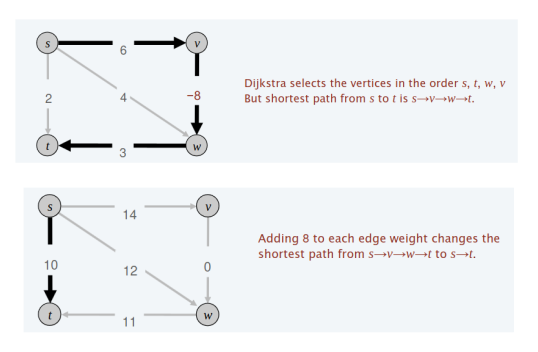 s
6
v
Dijkstra selects the vertices in the order s, t, w, v
2
4
−8
But shortest path from s to t is s→v→w→t.
t
3
w
s
14
v
Adding 8 to each edge weight changes the
10
12
0
shortest path from s→v→w→t to s→t.
t
11
w